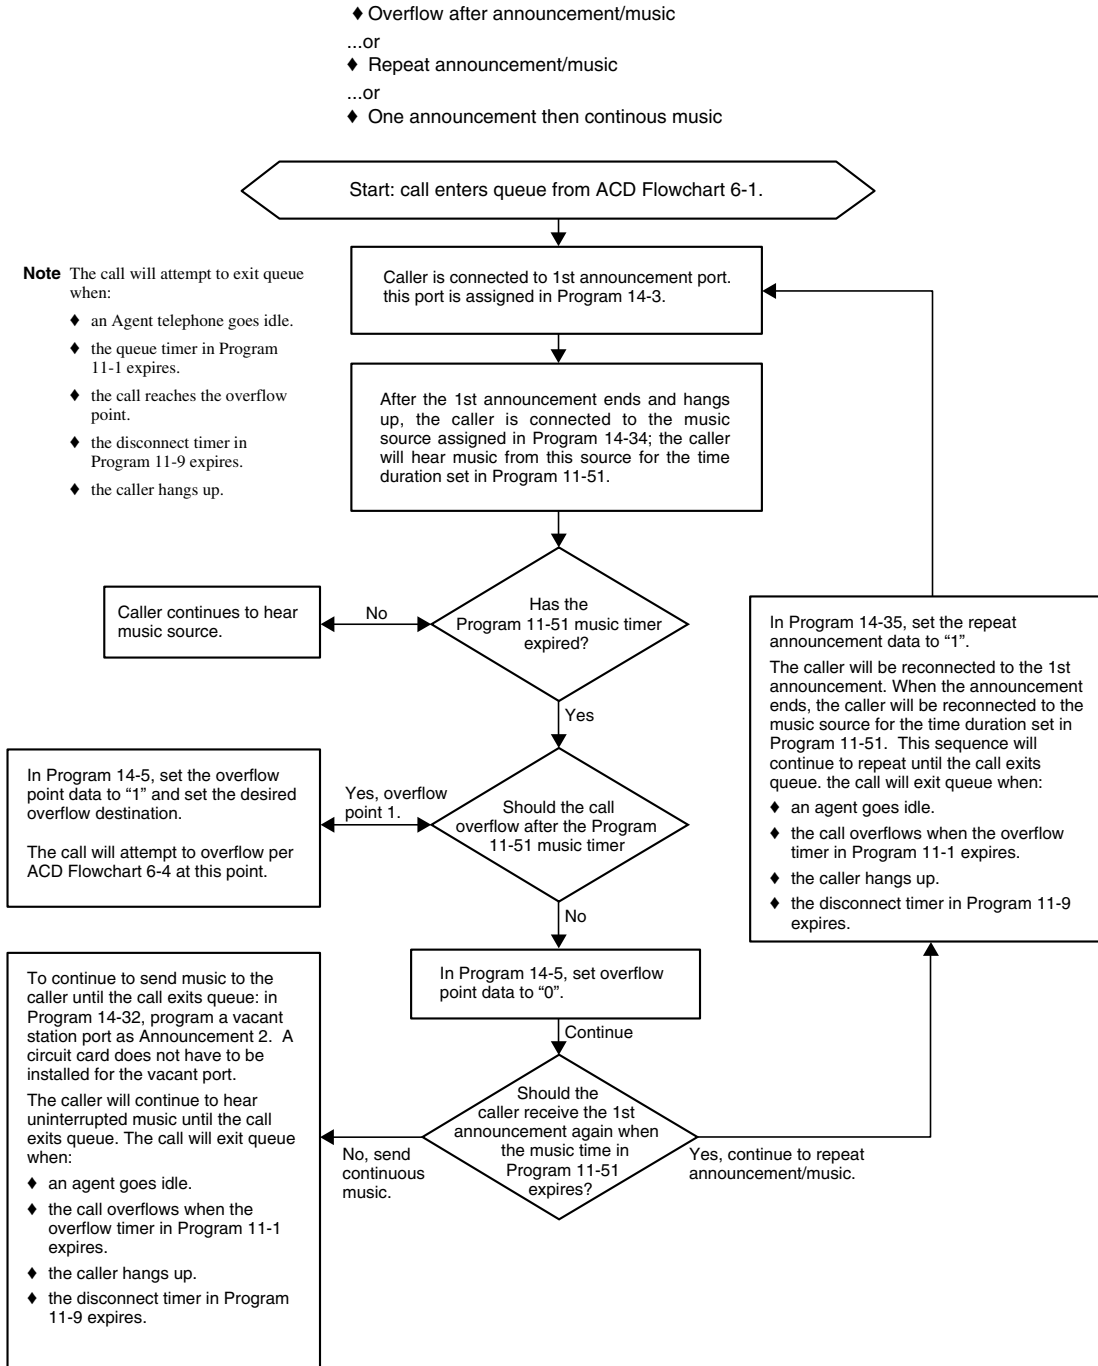 ♦ Overflow after announcement/music
...or
♦ Repeat announcement/music
...or
♦ One announcement then continous music
Start: call enters queue from ACD Flowchart 6-1.
Note The call will attempt to exit queue
when:
♦ an Agent telephone goes idle.
♦ the queue timer in Program
11-1 expires.
♦ the call reaches the overflow
point.
♦ the disconnect timer in
Program 11-9 expires.
♦ the caller hangs up.
Caller is connected to 1st announcement port.
this port is assigned in Program 14-3.
After the 1st announcement ends and hangs
up, the caller is connected to the music
source assigned in Program 14-34; the caller
will hear music from this source for the time
duration set in Program 11-51.
Has the
Program 11-51 music timer
expired?
No
Caller continues to hear
music source.
Yes
Should the call
overflow after the Program
11-51 music timer
Yes, overflow
point 1.
In Program 14-5, set the overflow
point data to “1” and set the desired
overflow destination.
The call will attempt to overflow per
ACD Flowchart 6-4 at this point.
No
In Program 14-5, set overflow
point data to “0”.
Continue
Should the
caller receive the 1st
announcement again when
the music time in
Program 11-51
expires?
No, send
continuous
music.
To continue to send music to the
caller until the call exits queue: in
Program 14-32, program a vacant
station port as Announcement 2. A
circuit card does not have to be
installed for the vacant port.
The caller will continue to hear
uninterrupted music until the call
exits queue. The call will exit queue
when:
♦ an agent goes idle.
♦ the call overflows when the
overflow timer in Program 11-1
expires.
♦ the caller hangs up.
♦ the disconnect timer in Program
11-9 expires.
Yes, continue to repeat
announcement/music.
In Program 14-35, set the repeat
announcement data to “1”.
The caller will be reconnected to the 1st
announcement. When the announcement
ends, the caller will be reconnected to the
music source for the time duration set in
Program 11-51. This sequence will
continue to repeat until the call exits
queue. the call will exit queue when:
♦ an agent goes idle.
♦ the call overflows when the overflow
timer in Program 11-1 expires.
♦ the caller hangs up.
♦ the disconnect timer in Program 11-9
expires.